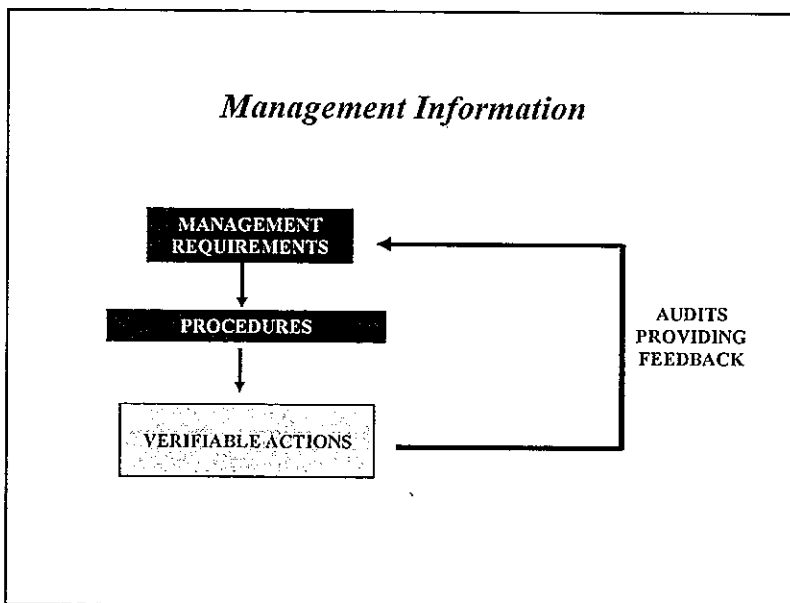 Management Information
MANAGEMENT
REQUIREMENTS
PROCEDURES
VERIFIABLE ACTIONS
AUDITS
PROVIDING
FEEDBACK